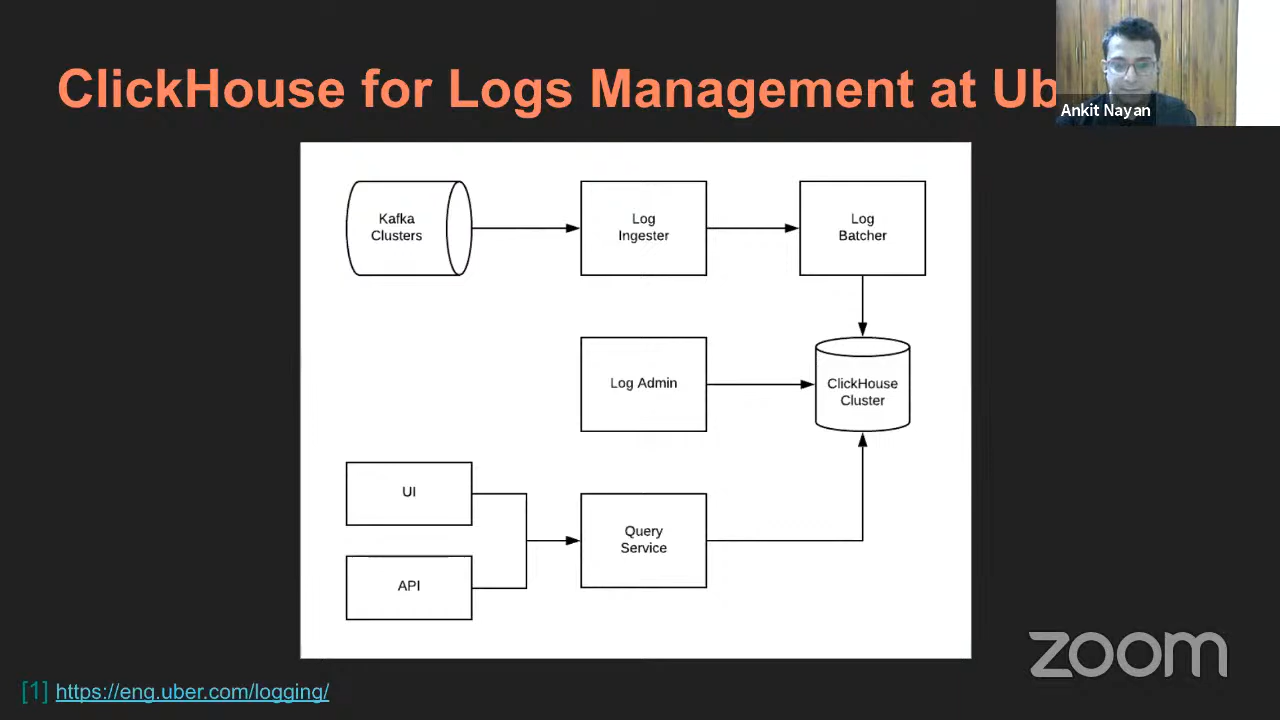 ClickHouse for Logs Management at Ub
Ankit Nayan
Kafka
Clusters
Log
Ingester
Log
Batcher
Log Admin
ClickHouse
Cluster
UI
Query
Service
API
zoom
[1] https://eng.uber.com/logging/